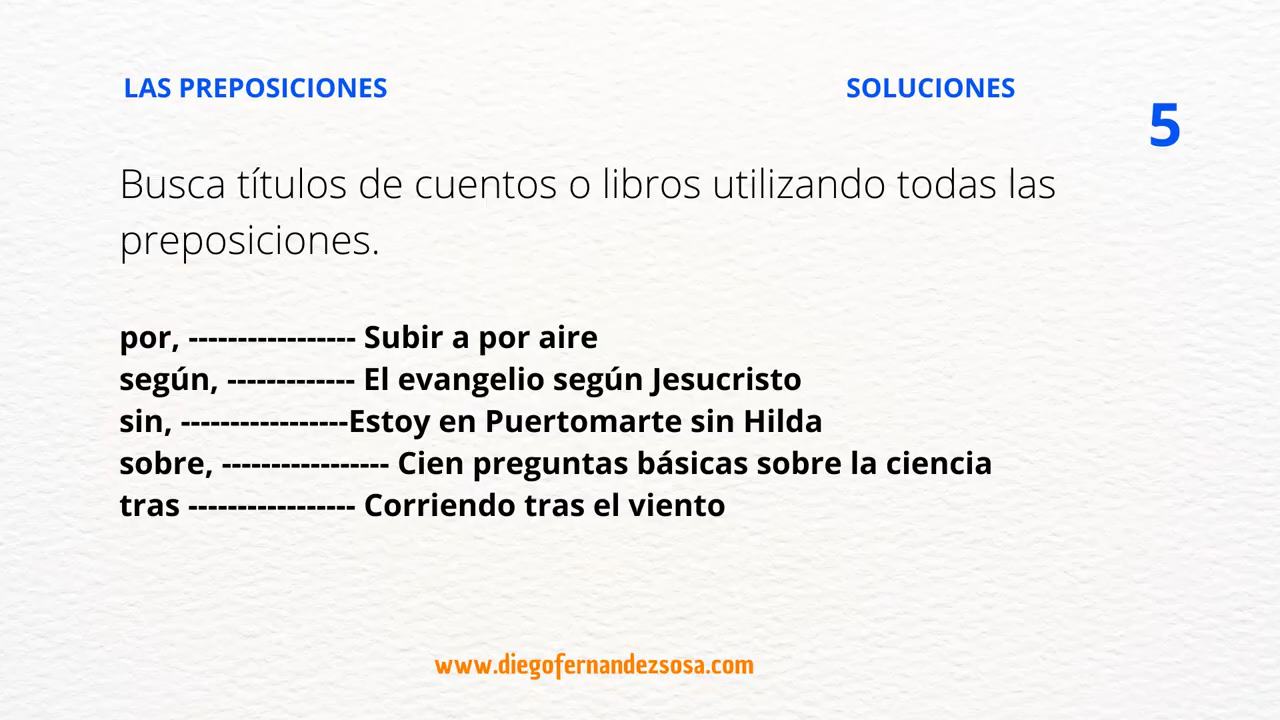 LAS PREPOSICIONES
SOLUCIONES
5
Busca títulos de cuentos o libros utilizando todas las
preposiciones.
por, ----------------- Subir a por aire
según, ------------- El evangelio según Jesucristo
sin, -----------------Estoy en Puertomarte sin Hilda
sobre, ----------------- Cien preguntas básicas sobre la ciencia
tras ----------------- Corriendo tras el viento
www.diegofernandezsosa.com